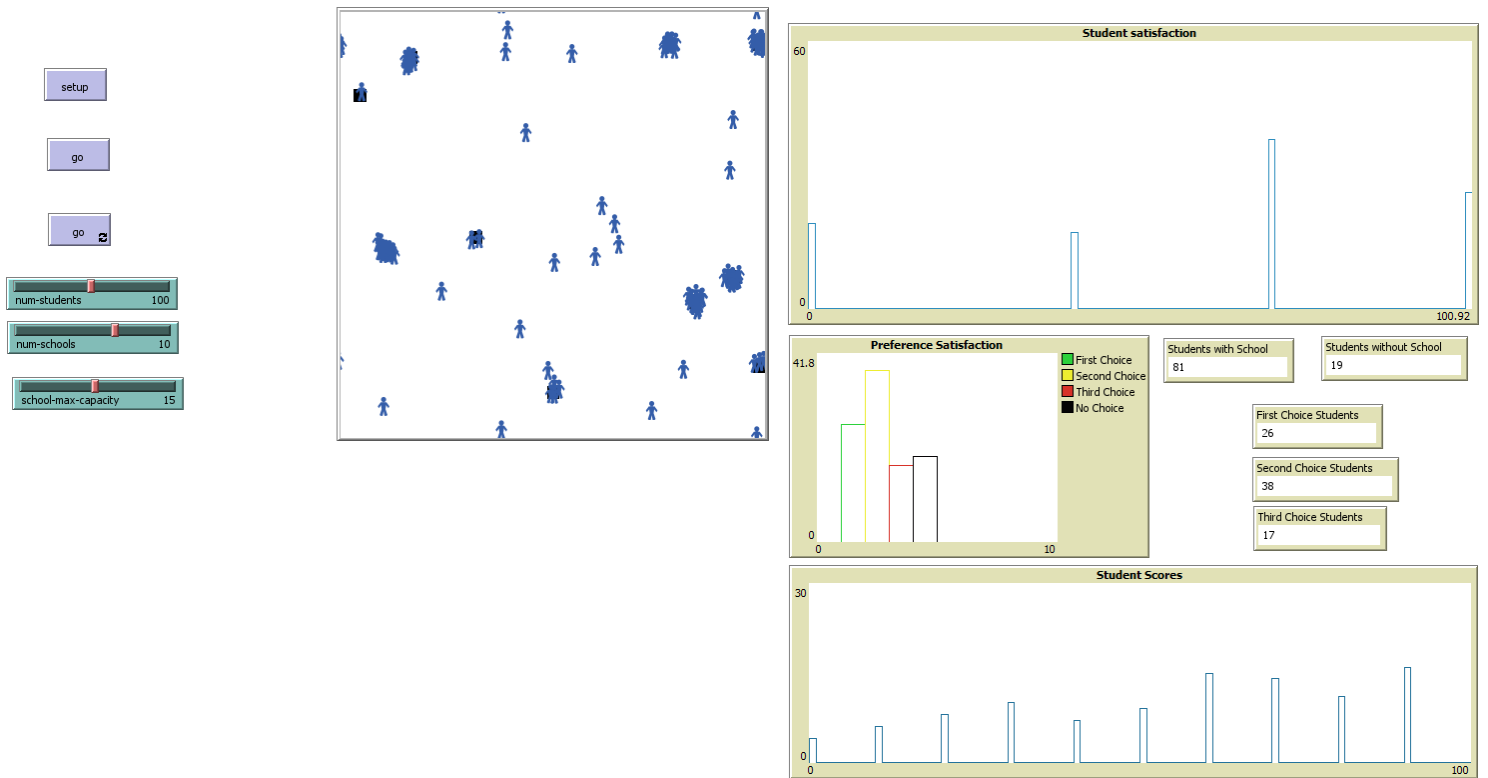 setup
go
go
num-students 100
num-schools 10
school-max-capacity 15
Student satisfaction
60
0
0 100.92
Preference Satisfaction
41.8
0
0 10
First Choice
Second Choice
Third Choice
No Choice
Students with School
81
Students without School
19
First Choice Students
26
Second Choice Students
38
Third Choice Students
17
Student Scores
30
0
0 100